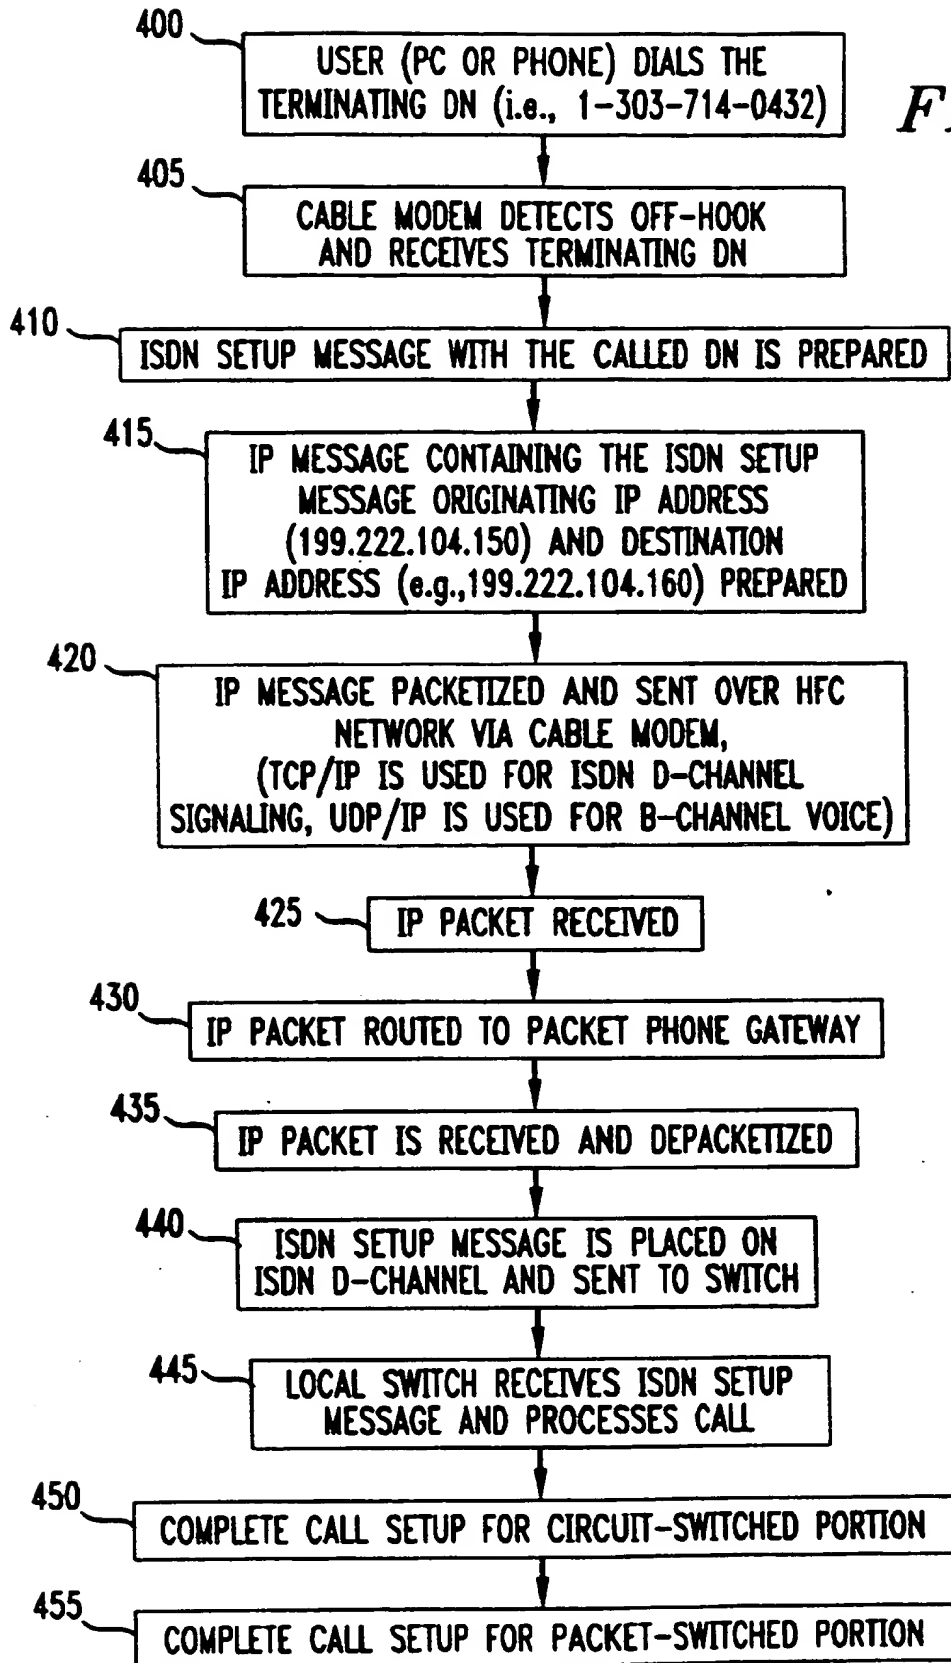 400
USER (PC OR PHONE) DIALS THE
TERMINATING DN (i.e., 1-303-714-0432)
405
CABLE MODEM DETECTS OFF-HOOK
AND RECEIVES TERMINATING DN
410
ISDN SETUP MESSAGE WITH THE CALLED DN IS PREPARED
415
IP MESSAGE CONTAINING THE ISDN SETUP
MESSAGE ORIGINATING IP ADDRESS
(199.222.104.150) AND DESTINATION
IP ADDRESS (e.g.,199.222.104.160) PREPARED
420
IP MESSAGE PACKETIZED AND SENT OVER HFC
NETWORK VIA CABLE MODEM,
(TCP/IP IS USED FOR ISDN D-CHANNEL
SIGNALING, UDP/IP IS USED FOR B-CHANNEL VOICE)
425
IP PACKET RECEIVED
430
IP PACKET ROUTED TO PACKET PHONE GATEWAY
435
IP PACKET IS RECEIVED AND DEPACKETIZED
440
ISDN SETUP MESSAGE IS PLACED ON
ISDN D-CHANNEL AND SENT TO SWITCH
445
LOCAL SWITCH RECEIVES ISDN SETUP
MESSAGE AND PROCESSES CALL
450
COMPLETE CALL SETUP FOR CIRCUIT-SWITCHED PORTION
455
COMPLETE CALL SETUP FOR PACKET-SWITCHED PORTION